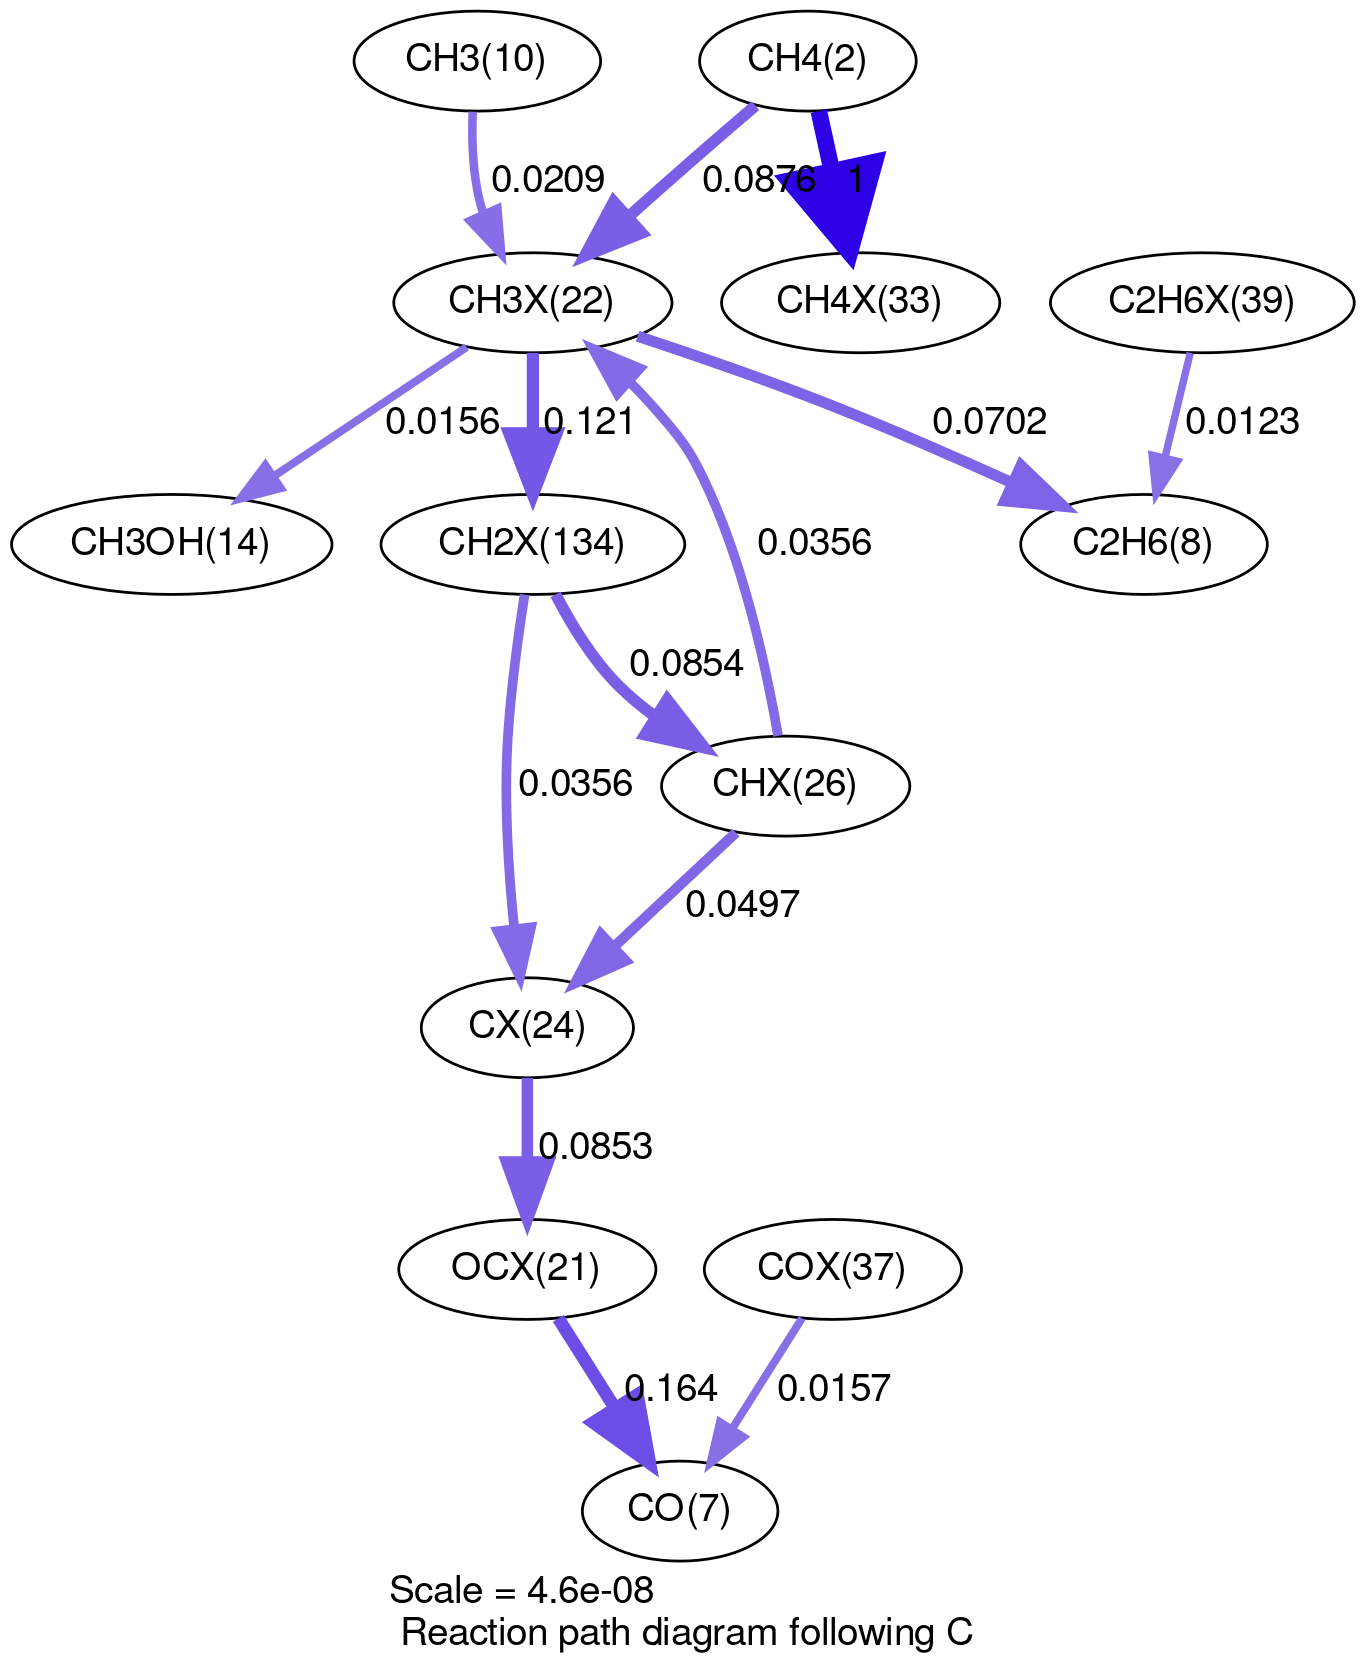 CH3(10)
CH4(2)
0.0209
0.0876
1
CH3X(22)
CH4X(33)
C2H6X(39)
0.0156
0.121
0.0702
0.0123
CH3OH(14)
CH2X(134)
0.0356
C2H6(8)
0.0854
0.0356
CHX(26)
0.0497
CX(24)
0.0853
OCX(21)
COX(37)
0.164
0.0157
CO(7)
Scale = 4.6e-08
Reaction path diagram following C